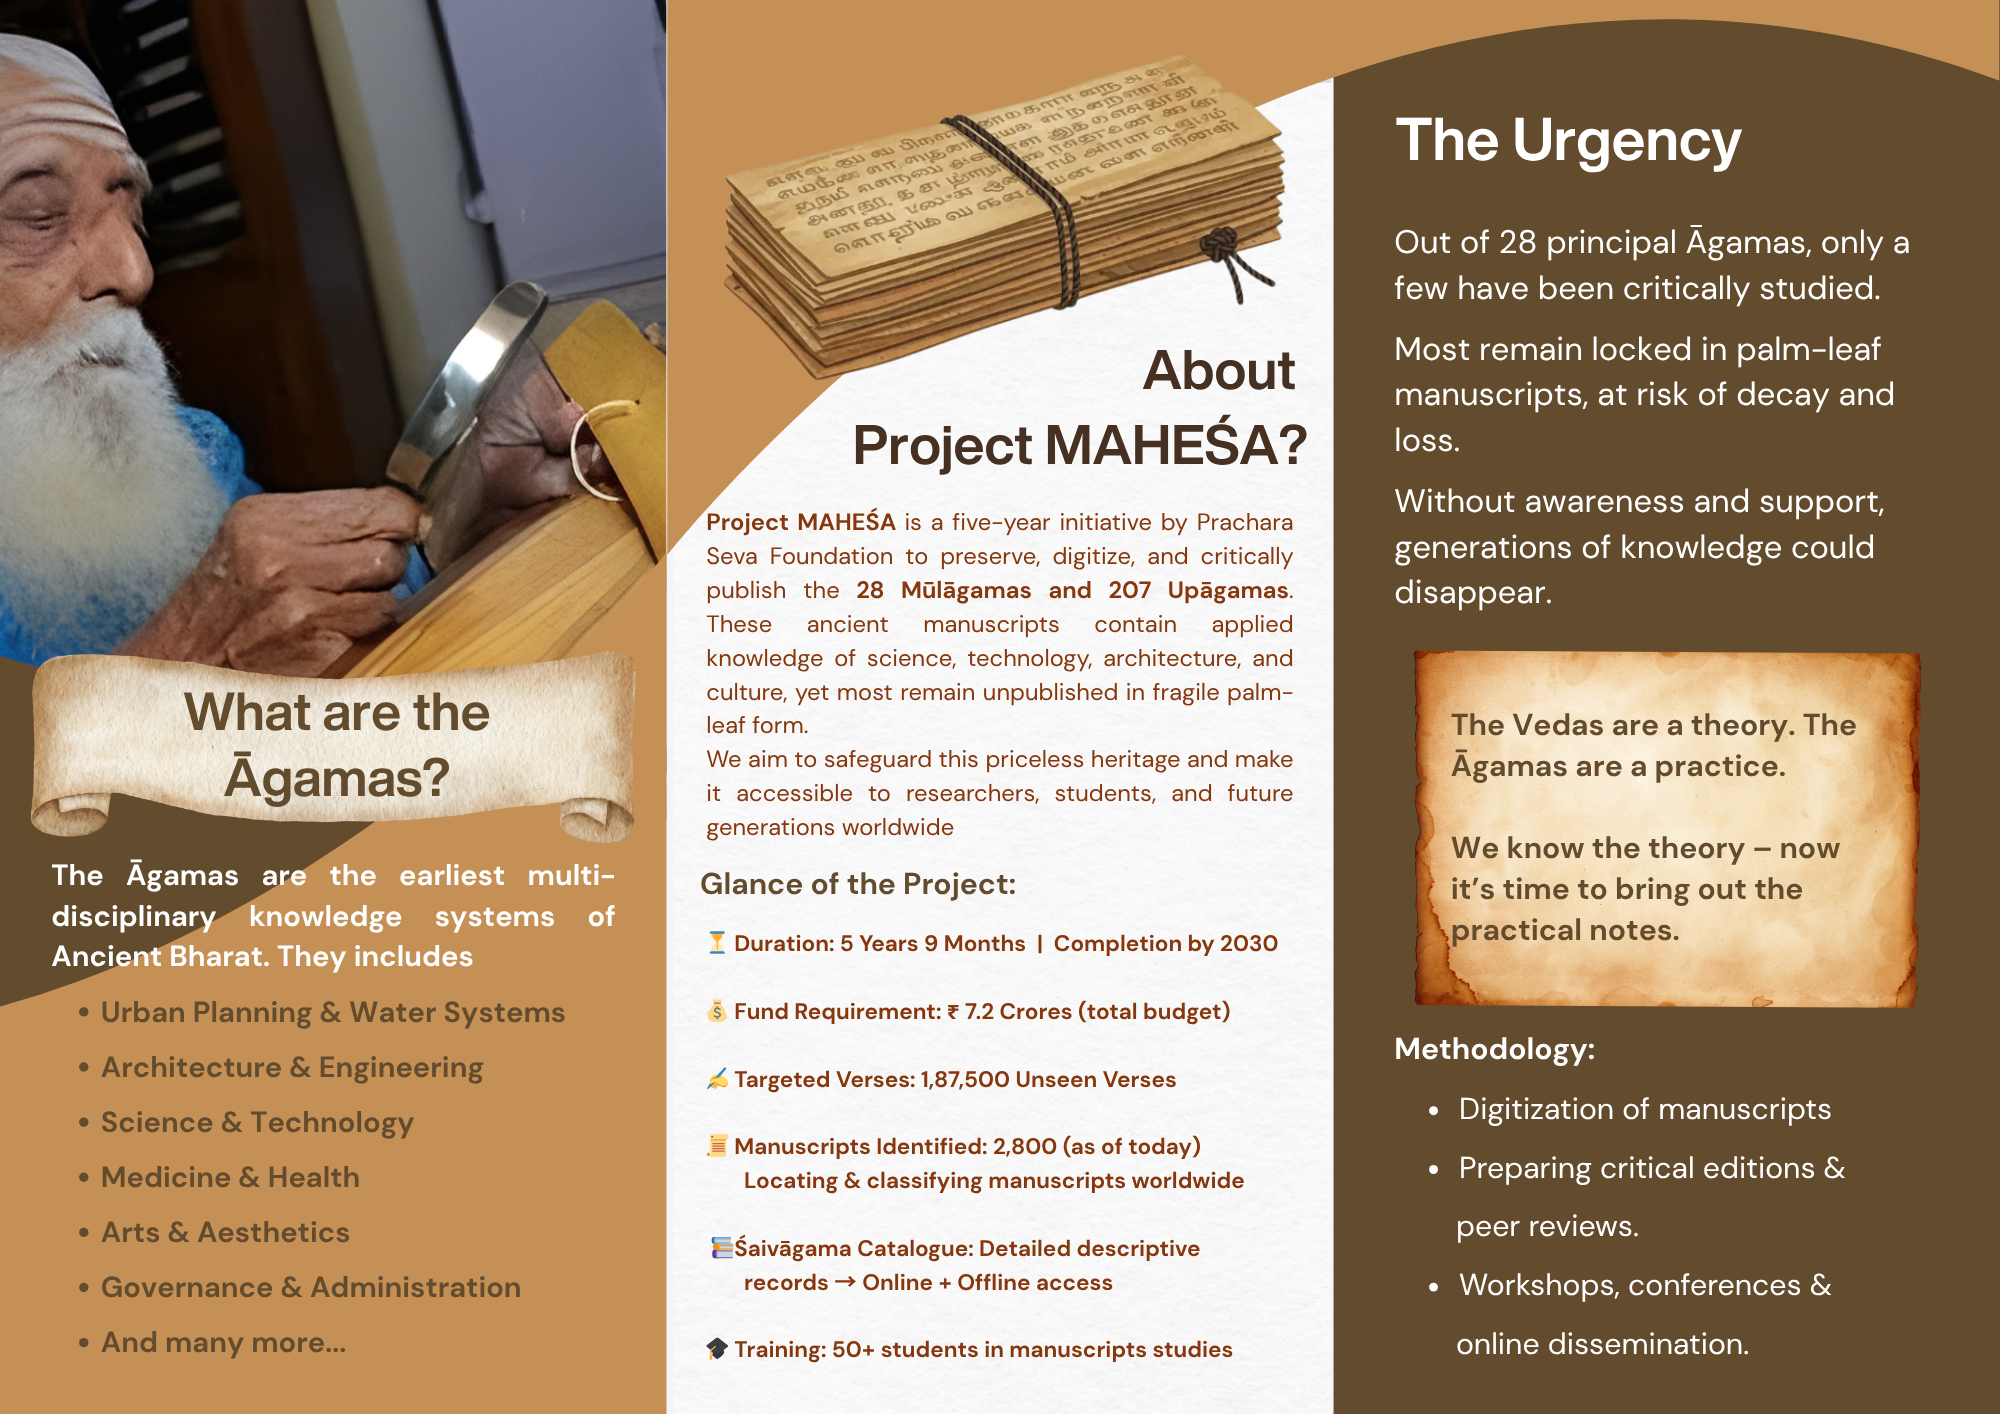 What are the
Āgamas?
The Āgamas are the earliest multi-
disciplinary knowledge systems of
Ancient Bharat. They includes
• Urban Planning & Water Systems
• Architecture & Engineering
• Science & Technology
• Medicine & Health
• Arts & Aesthetics
• Governance & Administration
• And many more...
About
Project MAHEŚA?
Project MAHEŚA is a five-year initiative by Prachara
Seva Foundation to preserve, digitize, and critically
publish the 28 Mūlāgamas and 207 Upāgamas.
These ancient manuscripts contain applied
knowledge of science, technology, architecture, and
culture, yet most remain unpublished in fragile palm-
leaf form.
We aim to safeguard this priceless heritage and make
it accessible to researchers, students, and future
generations worldwide
Glance of the Project:
⏳ Duration: 5 Years 9 Months | Completion by 2030
💰 Fund Requirement: ₹ 7.2 Crores (total budget)
✍ Targeted Verses: 1,87,500 Unseen Verses
📜 Manuscripts Identified: 2,800 (as of today)
Locating & classifying manuscripts worldwide
📚Śaivāgama Catalogue: Detailed descriptive
records → Online + Offline access
🎓 Training: 50+ students in manuscripts studies
The Urgency
Out of 28 principal Āgamas, only a
few have been critically studied.
Most remain locked in palm-leaf
manuscripts, at risk of decay and
loss.
Without awareness and support,
generations of knowledge could
disappear.
The Vedas are a theory. The
Āgamas are a practice.
We know the theory – now
it's time to bring out the
practical notes.
Methodology:
• Digitization of manuscripts
• Preparing critical editions &
peer reviews.
• Workshops, conferences &
online dissemination.